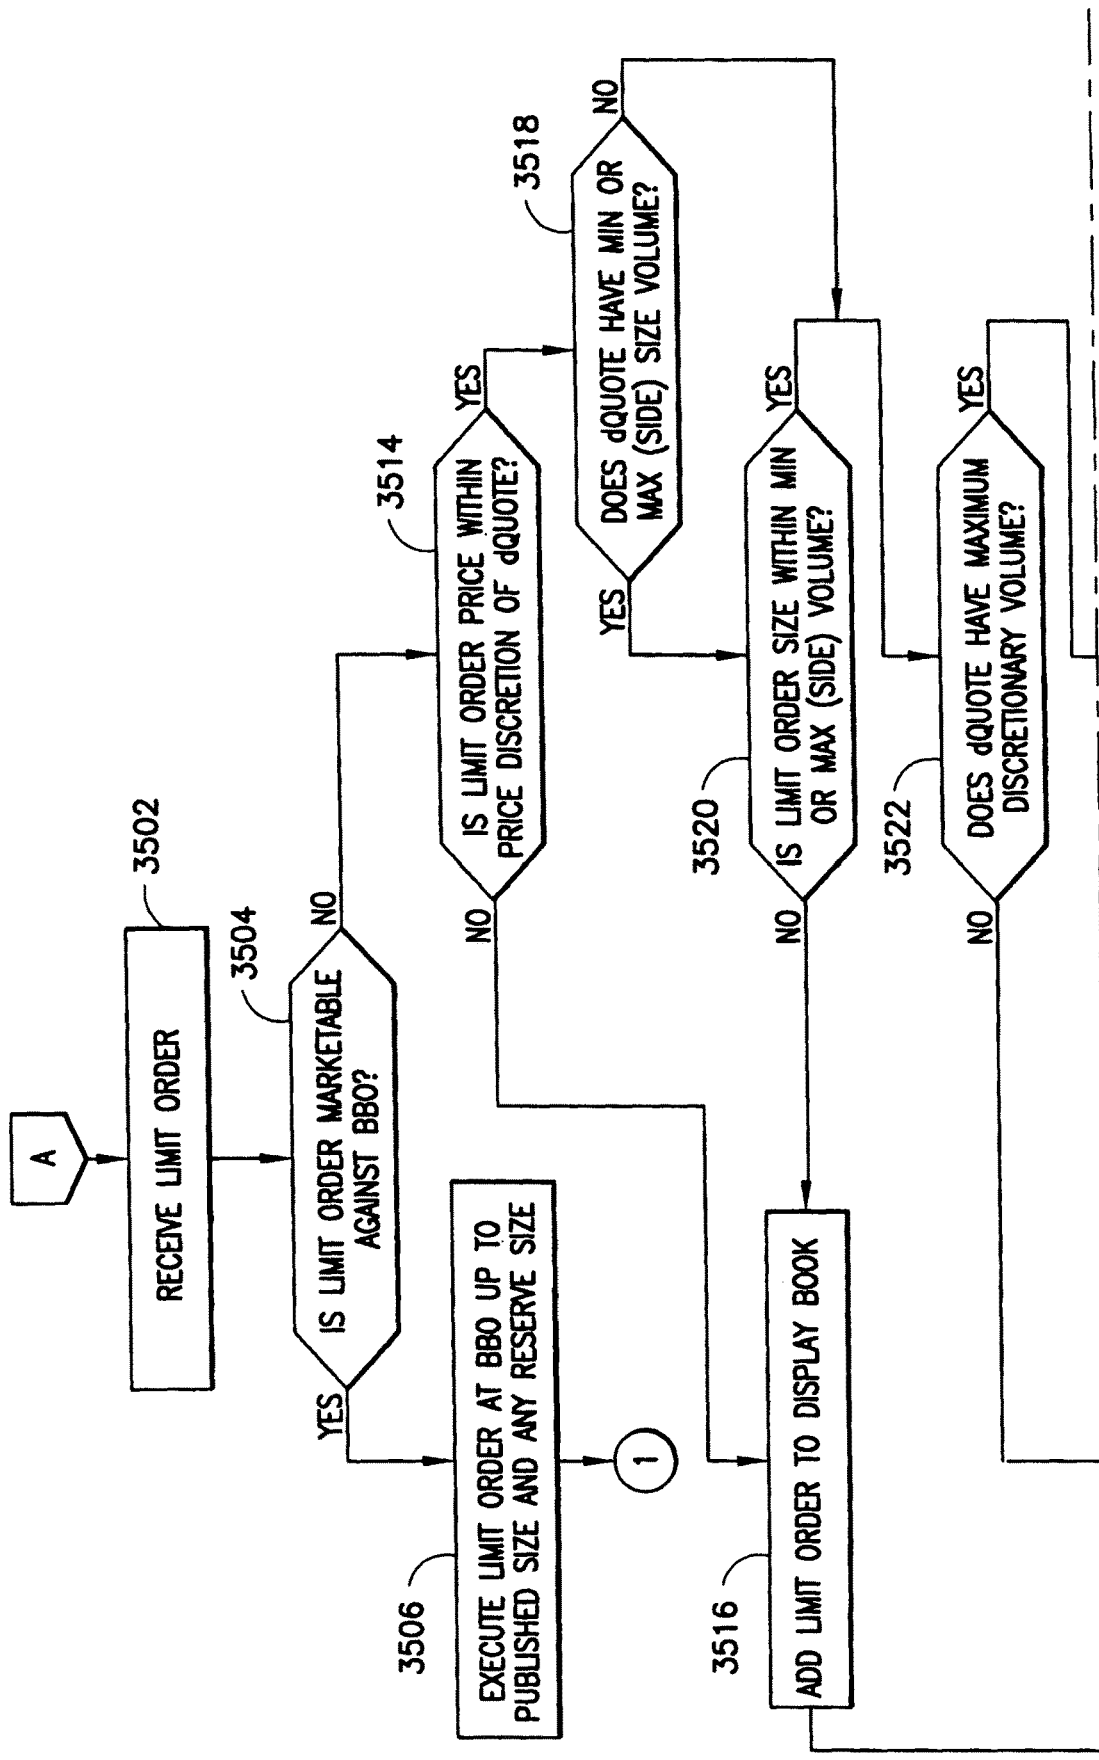 A
3502
RECEIVE LIMIT ORDER
3504
IS LIMIT ORDER MARKETABLE
AGAINST BBO?
YES
NO
3506
EXECUTE LIMIT ORDER AT BBO UP TO
PUBLISHED SIZE AND ANY RESERVE SIZE
1
3514
IS LIMIT ORDER PRICE WITHIN
PRICE DISCRETION OF dQUOTE?
NO
YES
3518
DOES dQUOTE HAVE MIN OR
MAX (SIDE) SIZE VOLUME?
YES
NO
3516
ADD LIMIT ORDER TO DISPLAY BOOK
3520
IS LIMIT ORDER SIZE WITHIN MIN
OR MAX (SIDE) VOLUME?
NO
YES
3522
DOES dQUOTE HAVE MAXIMUM
DISCRETIONARY VOLUME?
NO
YES